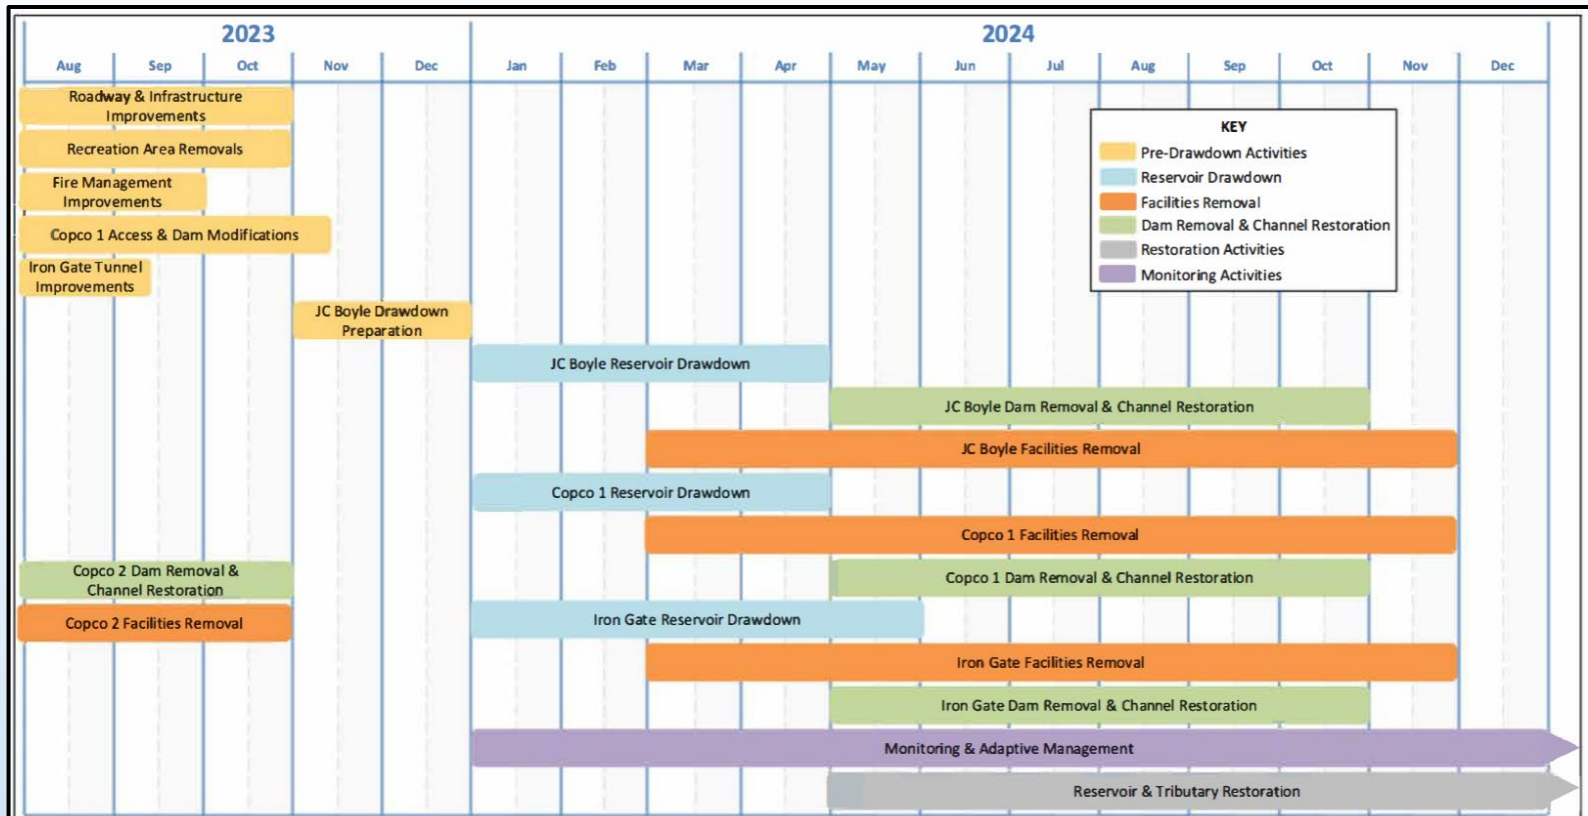 2023
2024
Aug Sep Oct Nov Dec Jan Feb Mar Apr May Jun Jul Aug Sep Oct Nov Dec
Roadway & Infrastructure
Improvements
Recreation Area Removals
Fire Management
Improvements
Copco 1 Access & Dam Modifications
Iron Gate Tunnel
Improvements
JC Boyle Drawdown
Preparation
KEY
Pre-Drawdown Activities
Reservoir Drawdown
Facilities Removal
Dam Removal & Channel Restoration
Restoration Activities
Monitoring Activities
JC Boyle Reservoir Drawdown
JC Boyle Dam Removal & Channel Restoration
JC Boyle Facilities Removal
Copco 1 Reservoir Drawdown
Copco 1 Facilities Removal
Copco 2 Dam Removal &
Channel Restoration
Copco 1 Dam Removal & Channel Restoration
Copco 2 Facilities Removal
Iron Gate Reservoir Drawdown
Iron Gate Facilities Removal
Iron Gate Dam Removal & Channel Restoration
Monitoring & Adaptive Management
Reservoir & Tributary Restoration